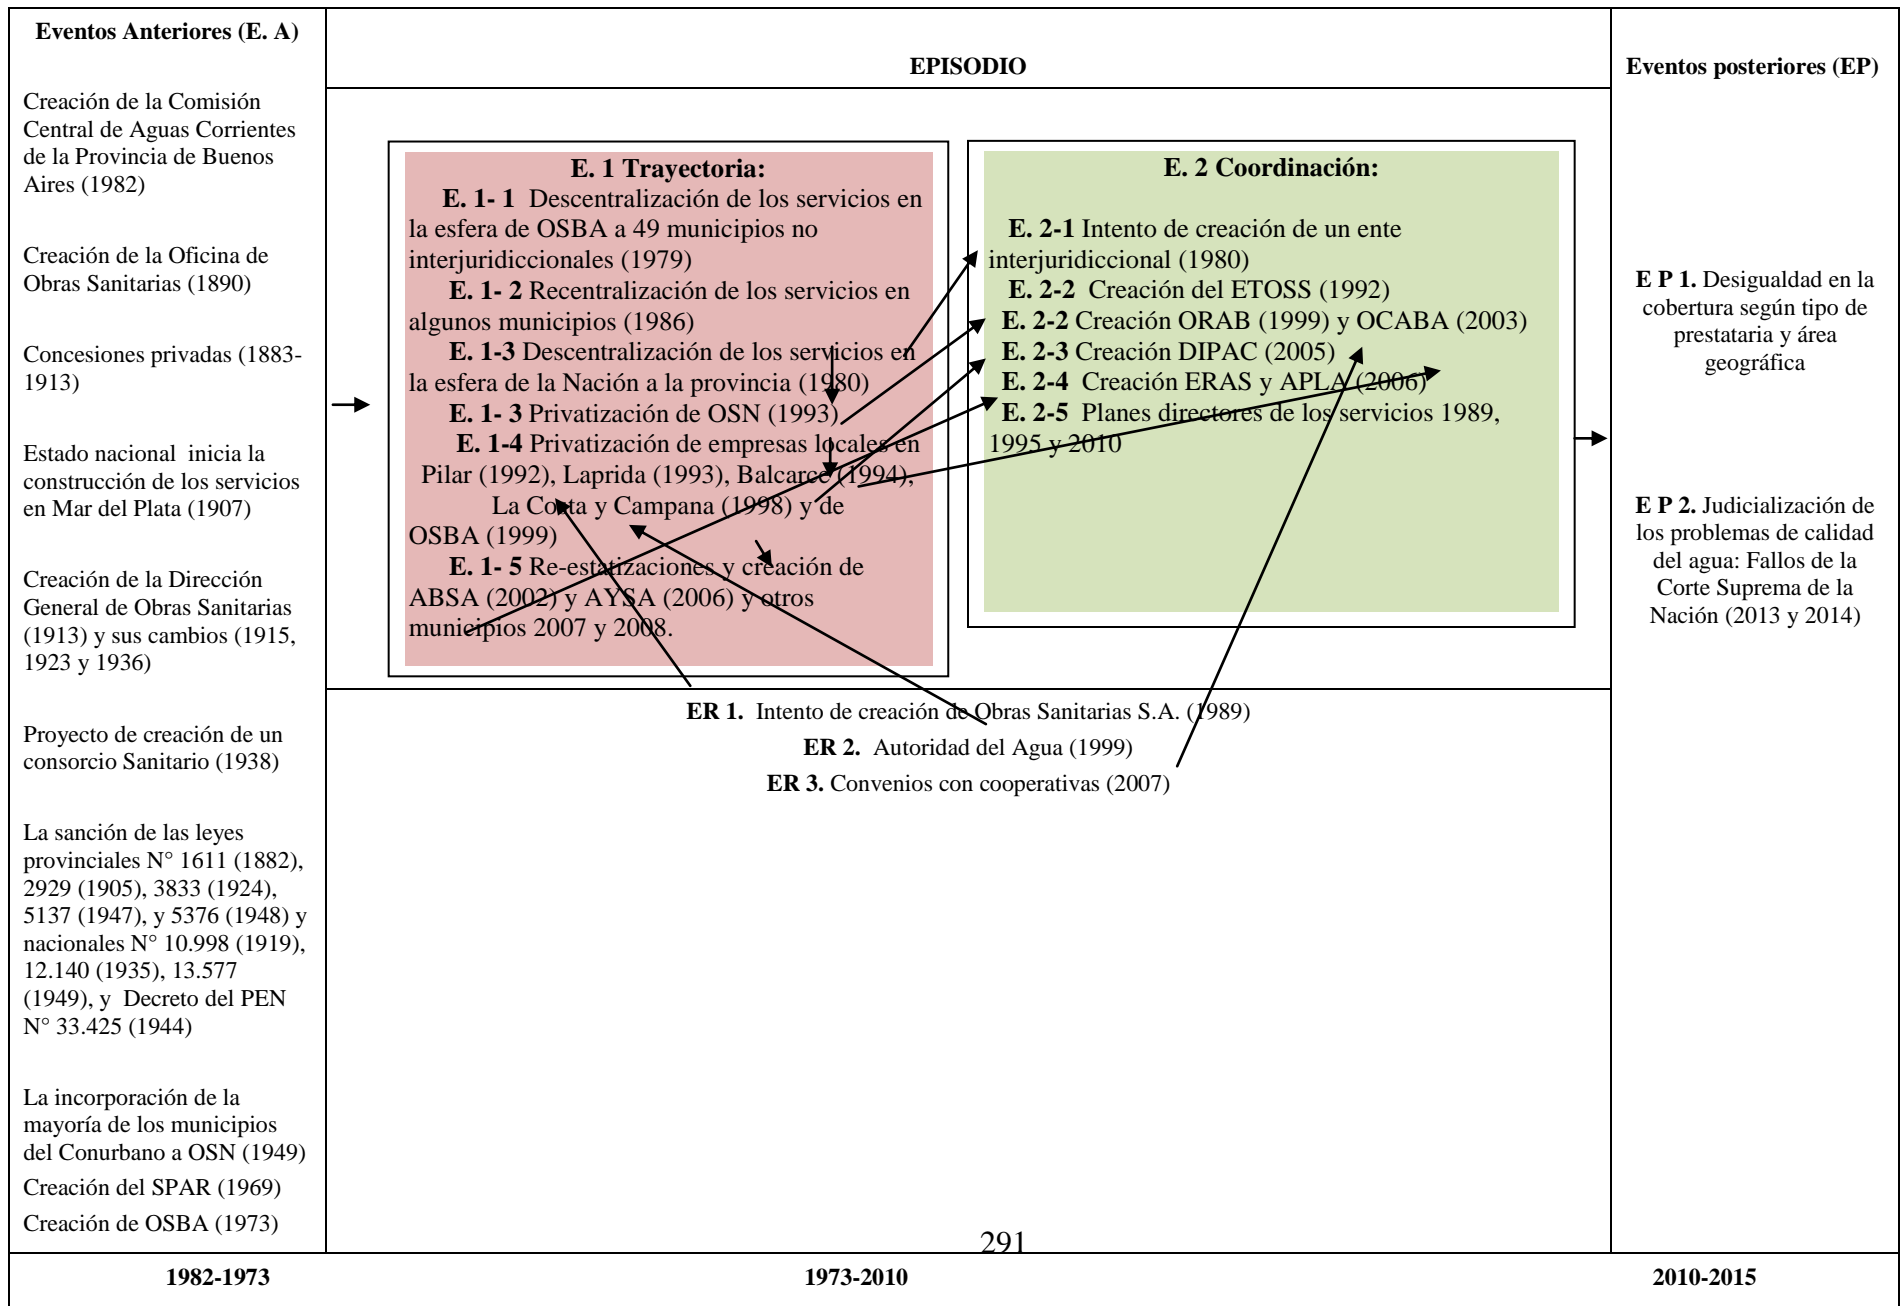 Eventos Anteriores (E. A)
Creación de la Comisión
Central de Aguas Corrientes
de la Provincia de Buenos
Aires (1982)
Creación de la Oficina de
Obras Sanitarias (1890)
Concesiones privadas (1883-
1913)
Estado nacional inicia la
construcción de los servicios
en Mar del Plata (1907)
Creación de la Dirección
General de Obras Sanitarias
(1913) y sus cambios (1915,
1923 y 1936)
Proyecto de creación de un
consorcio Sanitario (1938)
La sanción de las leyes
provinciales N° 1611 (1882),
2929 (1905), 3833 (1924),
5137 (1947), y 5376 (1948) y
nacionales N° 10.998 (1919),
12.140 (1935), 13.577
(1949), y Decreto del PEN
N° 33.425 (1944)
La incorporación de la
mayoría de los municipios
del Conurbano a OSN (1949)
Creación del SPAR (1969)
Creación de OSBA (1973)
EPISODIO
E. 1 Trayectoria:
E. 1- 1 Descentralización de los servicios en
la esfera de OSBA a 49 municipios no
interjuridiccionales (1979)
E. 1- 2 Recentralización de los servicios en
algunos municipios (1986)
E. 1-3 Descentralización de los servicios en
la esfera de la Nación a la provincia (1980)
E. 1- 3 Privatización de OSN (1993)
E. 1-4 Privatización de empresas locales en
Pilar (1992), Laprida (1993), Balcarce (1994),
La Costa y Campana (1998) y de
OSBA (1999)
E. 1- 5 Re-estatizaciones y creación de
ABSA (2002) y AYSA (2006) y otros
municipios 2007 y 2008.
E. 2 Coordinación:
E. 2-1 Intento de creación de un ente
interjuridiccional (1980)
E. 2-2 Creación del ETOSS (1992)
E. 2-2 Creación ORAB (1999) y OCABA (2003)
E. 2-3 Creación DIPAC (2005)
E. 2-4 Creación ERAS y APLA (2006)
E. 2-5 Planes directores de los servicios 1989,
1995 y 2010
ER 1. Intento de creación de Obras Sanitarias S.A. (1989)
ER 2. Autoridad del Agua (1999)
ER 3. Convenios con cooperativas (2007)
Eventos posteriores (EP)
E P 1. Desigualdad en la
cobertura según tipo de
prestataria y área
geográfica
E P 2. Judicialización de
los problemas de calidad
del agua: Fallos de la
Corte Suprema de la
Nación (2013 y 2014)
291
1982-1973
1973-2010
2010-2015